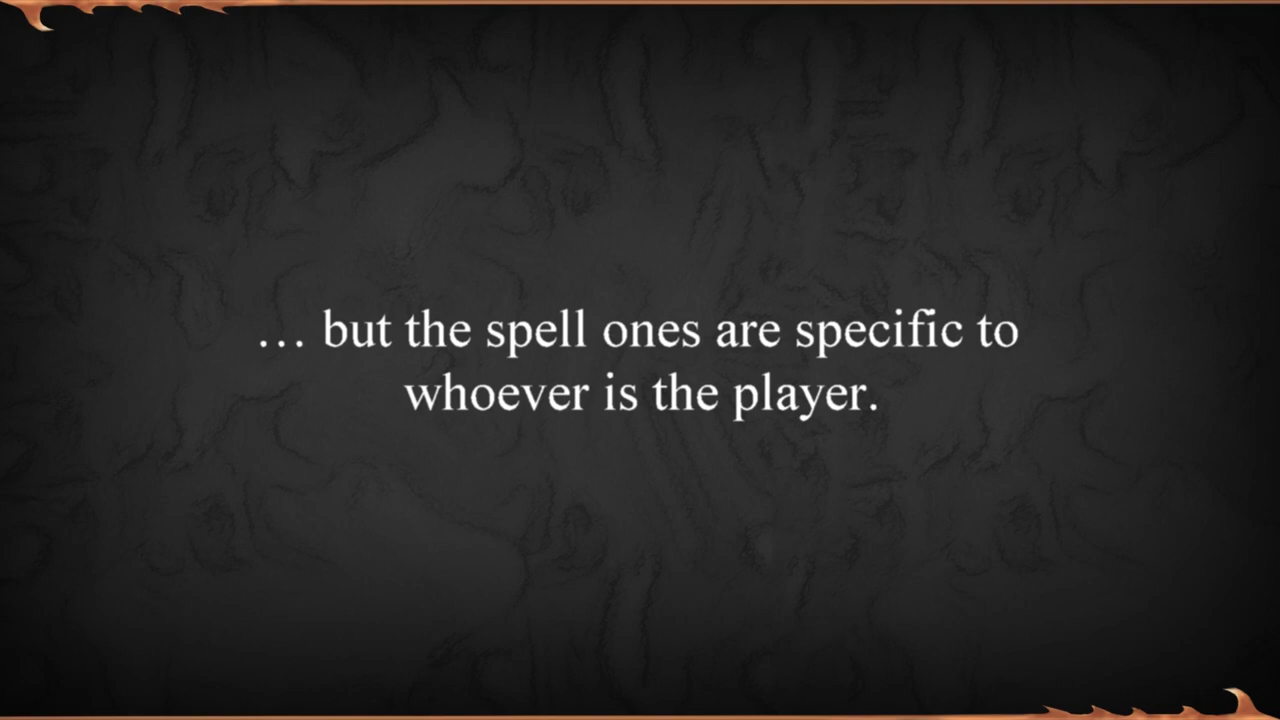 … but the spell ones are specific to
whoever is the player.